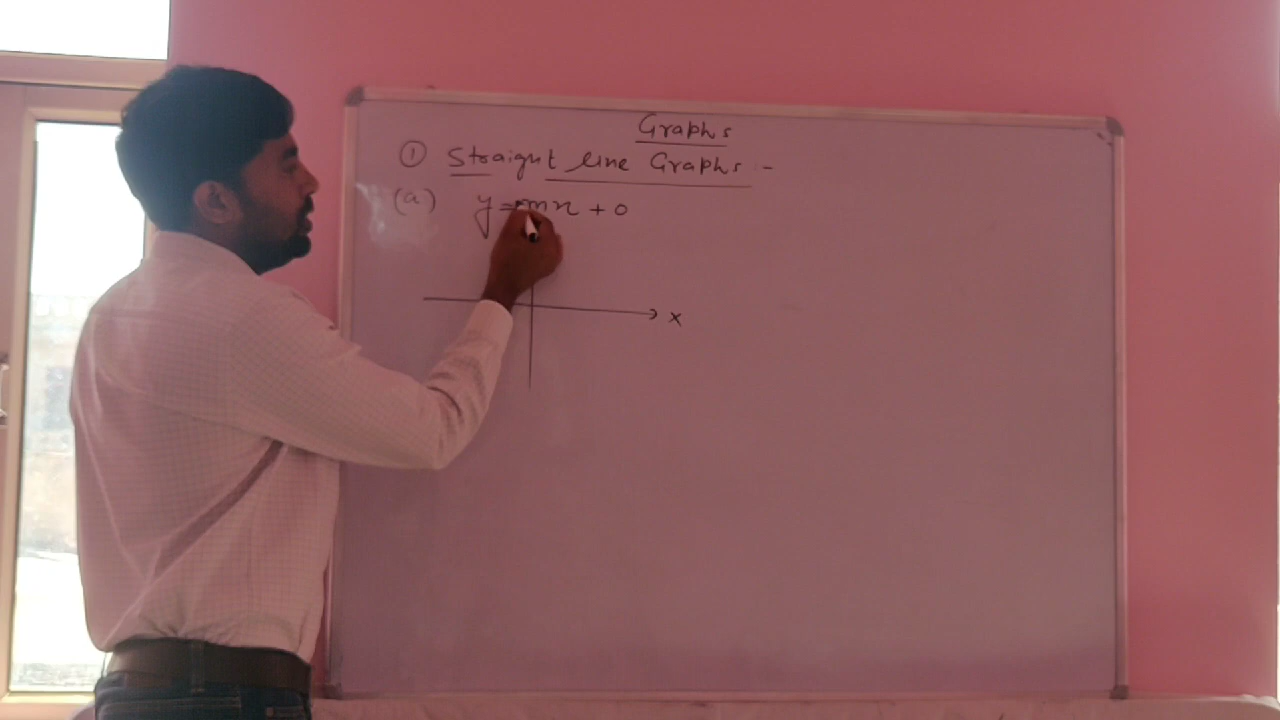 Graphs
① Straight line Graphs :-
(a) y = mx + 0
x